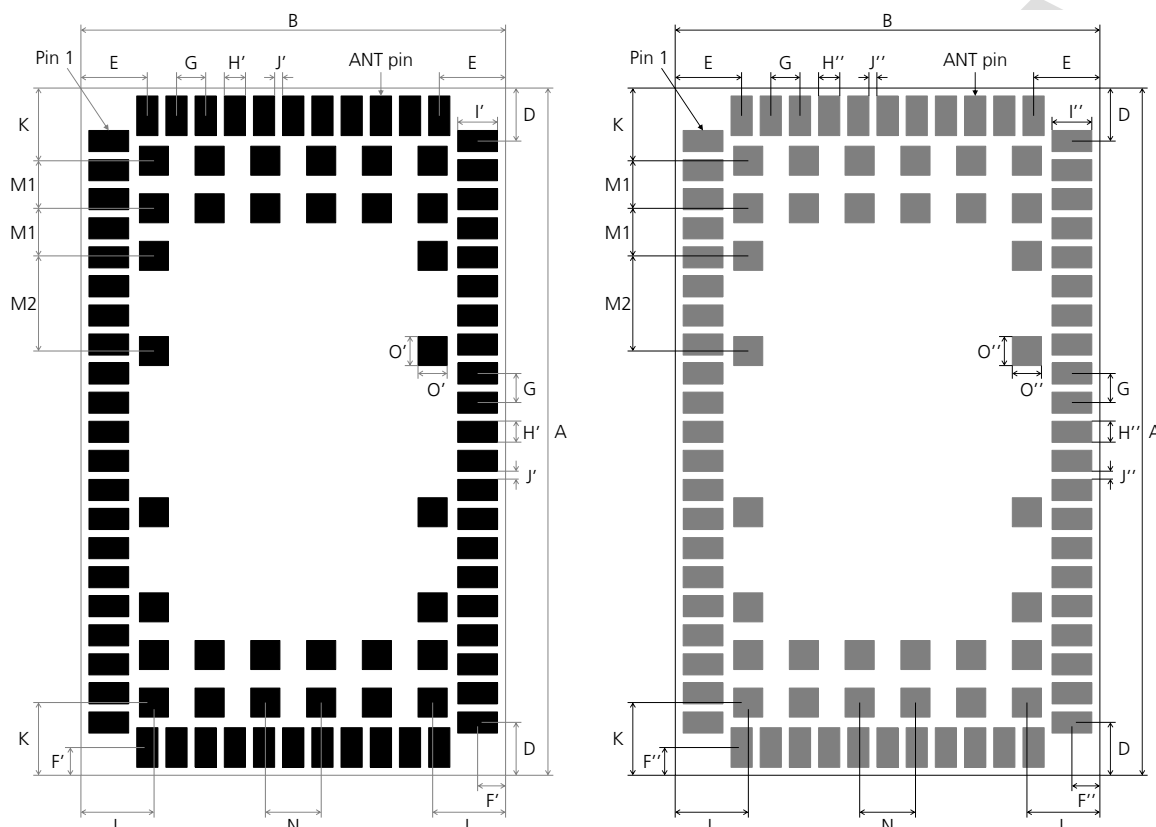 B
Pin 1
E
G
H'
J'
ANT pin
E
K
I'
D
M1
M1
M2
O'
O'
G
H'
A
J'
K
F'
D
F'
L
N
L
B
Pin 1
E
G
H''
J''
ANT pin
E
K
I''
D
M1
M1
M2
O''
O''
G
H''
A
J''
K
F''
D
F''
L
N
L